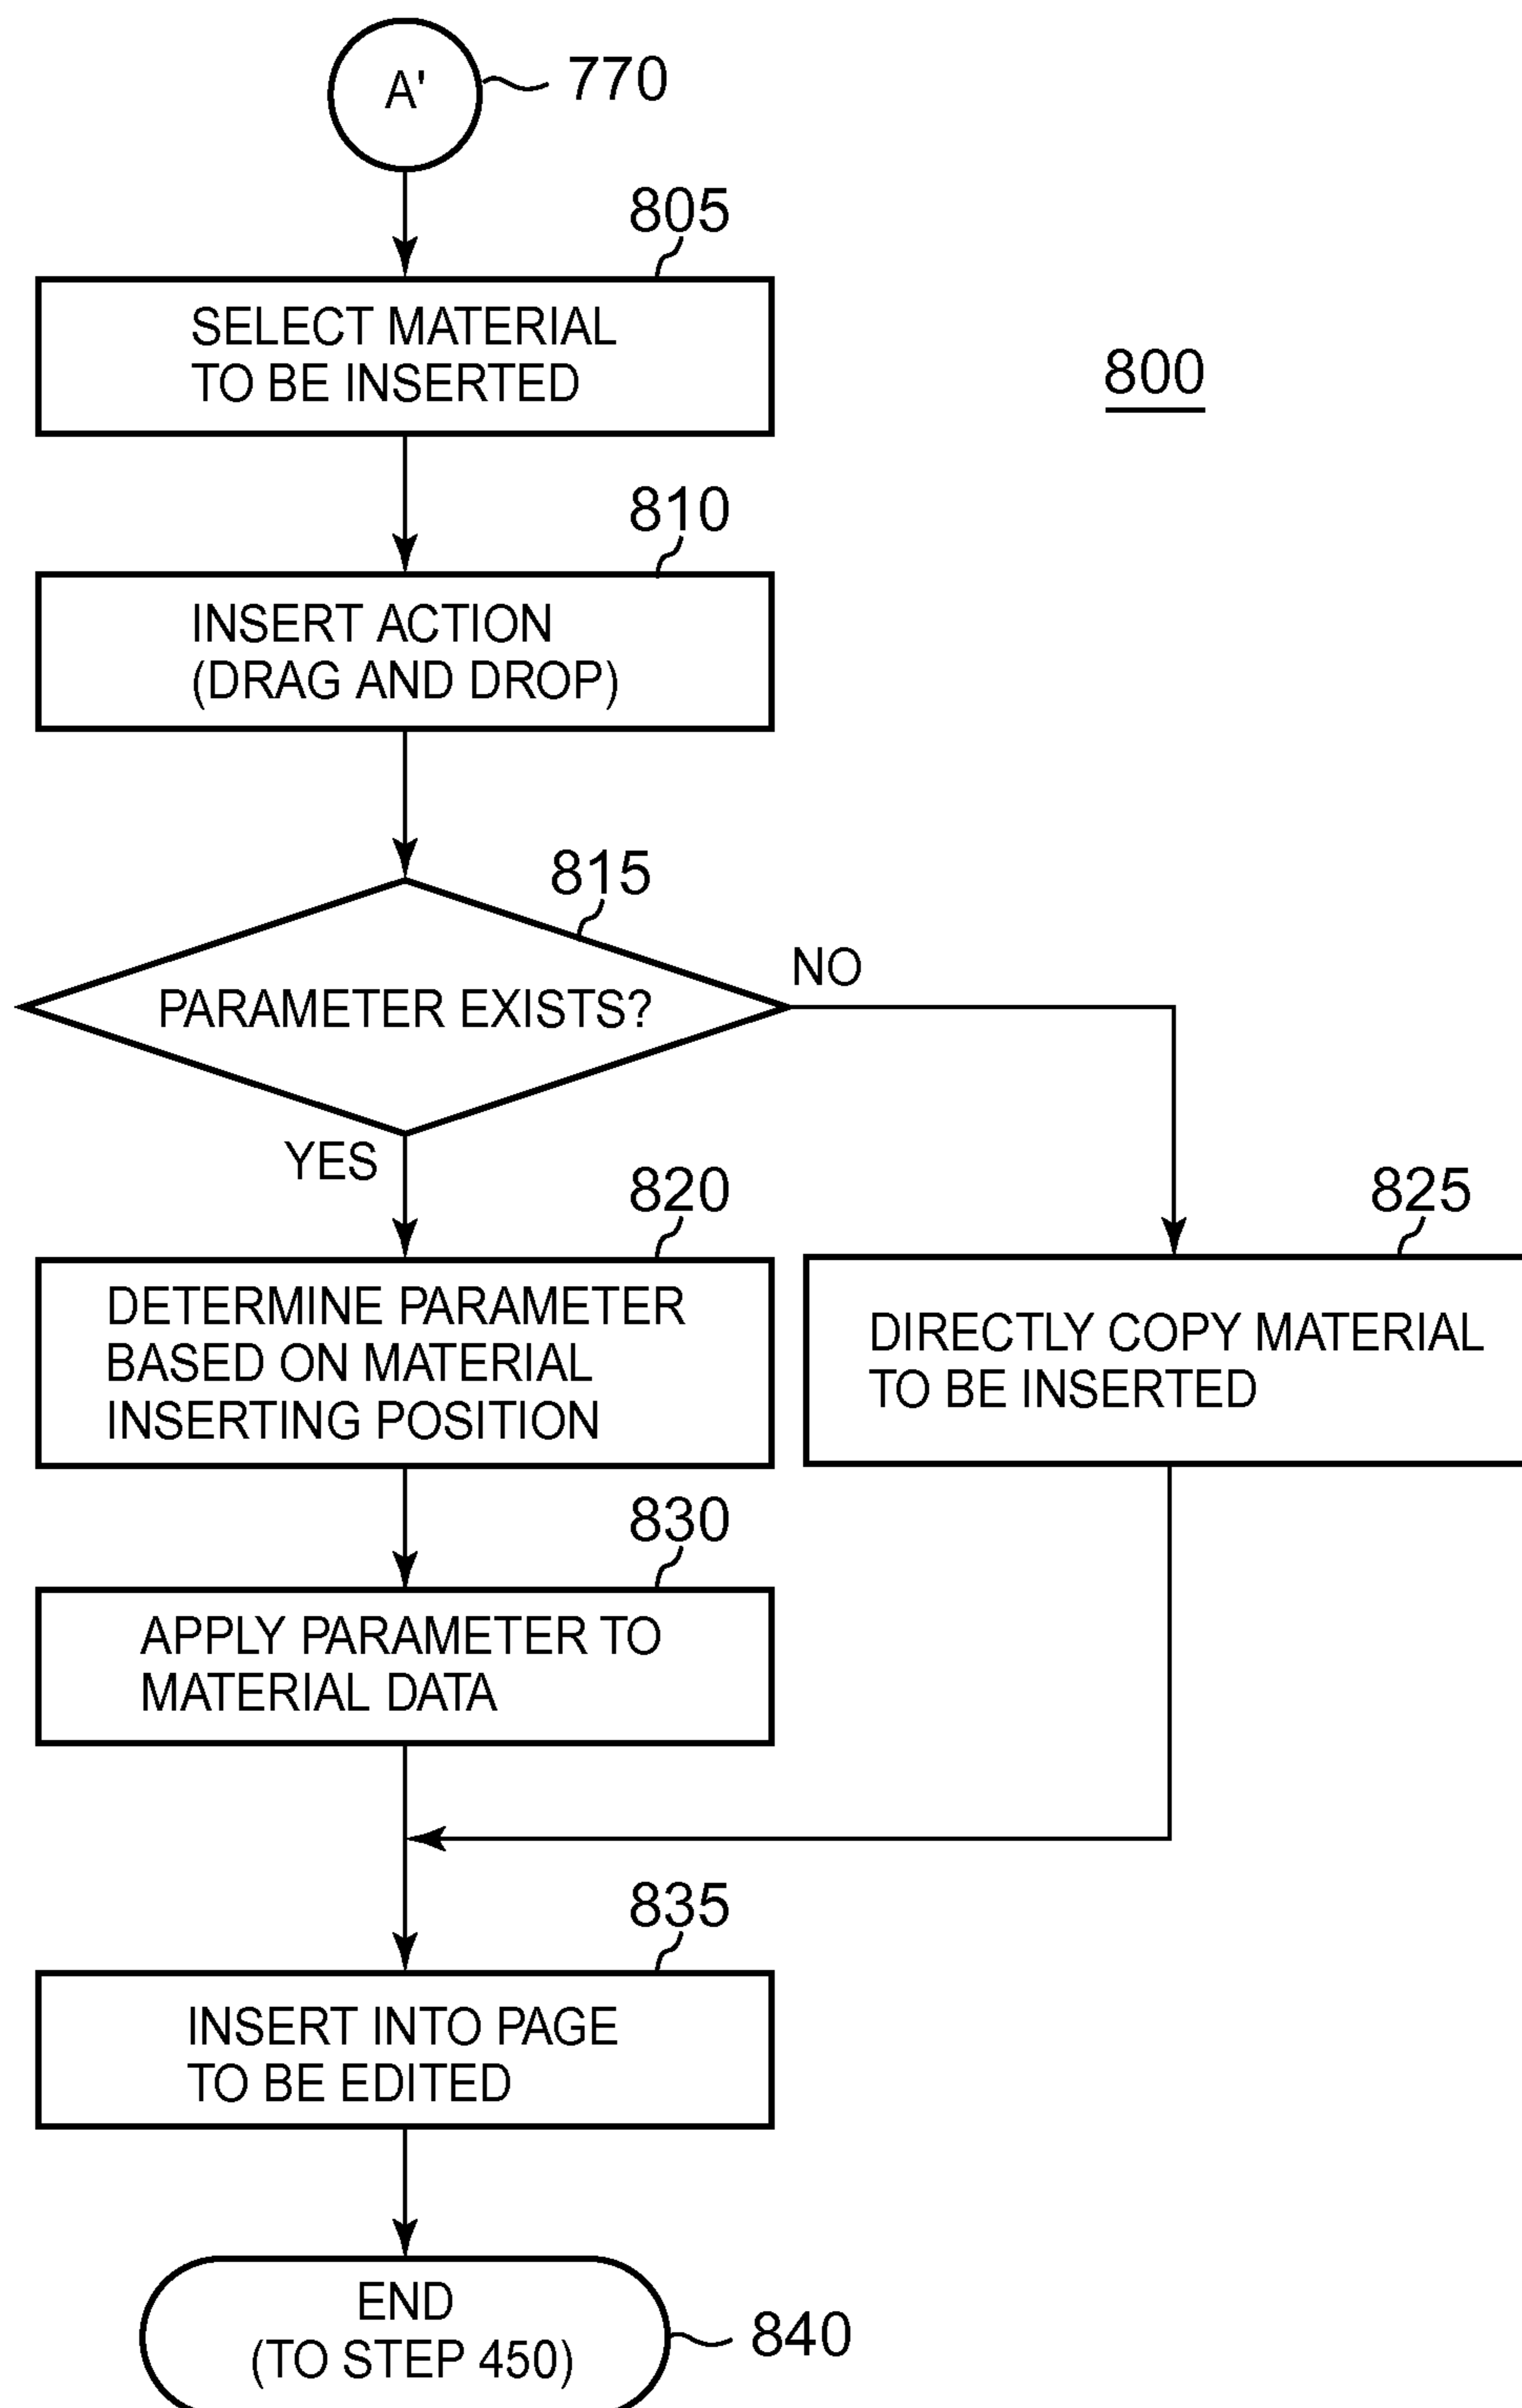 A'
770
805
SELECT MATERIAL
TO BE INSERTED
800
810
INSERT ACTION
(DRAG AND DROP)
815
PARAMETER EXISTS?
NO
YES
820
DETERMINE PARAMETER
BASED ON MATERIAL
INSERTING POSITION
825
DIRECTLY COPY MATERIAL
TO BE INSERTED
830
APPLY PARAMETER TO
MATERIAL DATA
835
INSERT INTO PAGE
TO BE EDITED
END
(TO STEP 450)
840